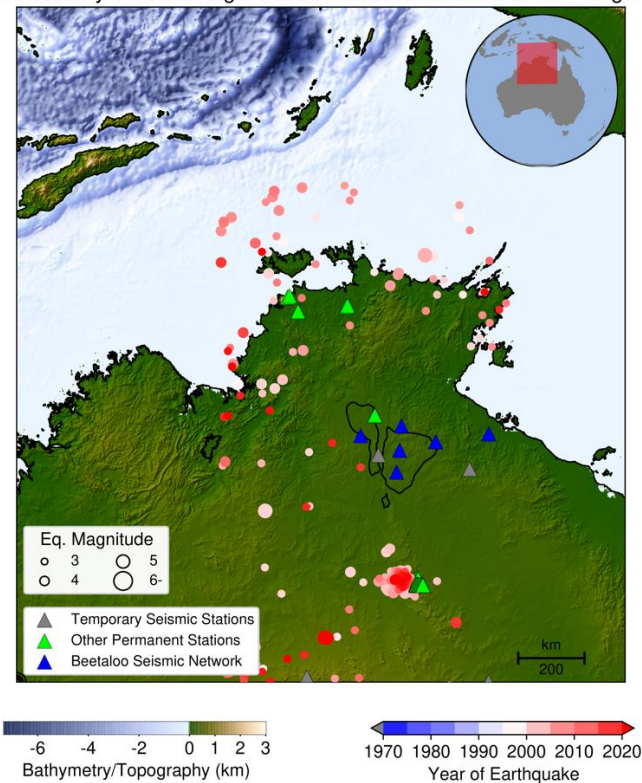 Eq. Magnitude
3 5
4 6-
Temporary Seismic Stations
Other Permanent Stations
Beetaloo Seismic Network
km
200
-6 -4 -2 0 1 2 3
Bathymetry/Topography (km)
1970 1980 1990 2000 2010 2020
Year of Earthquake